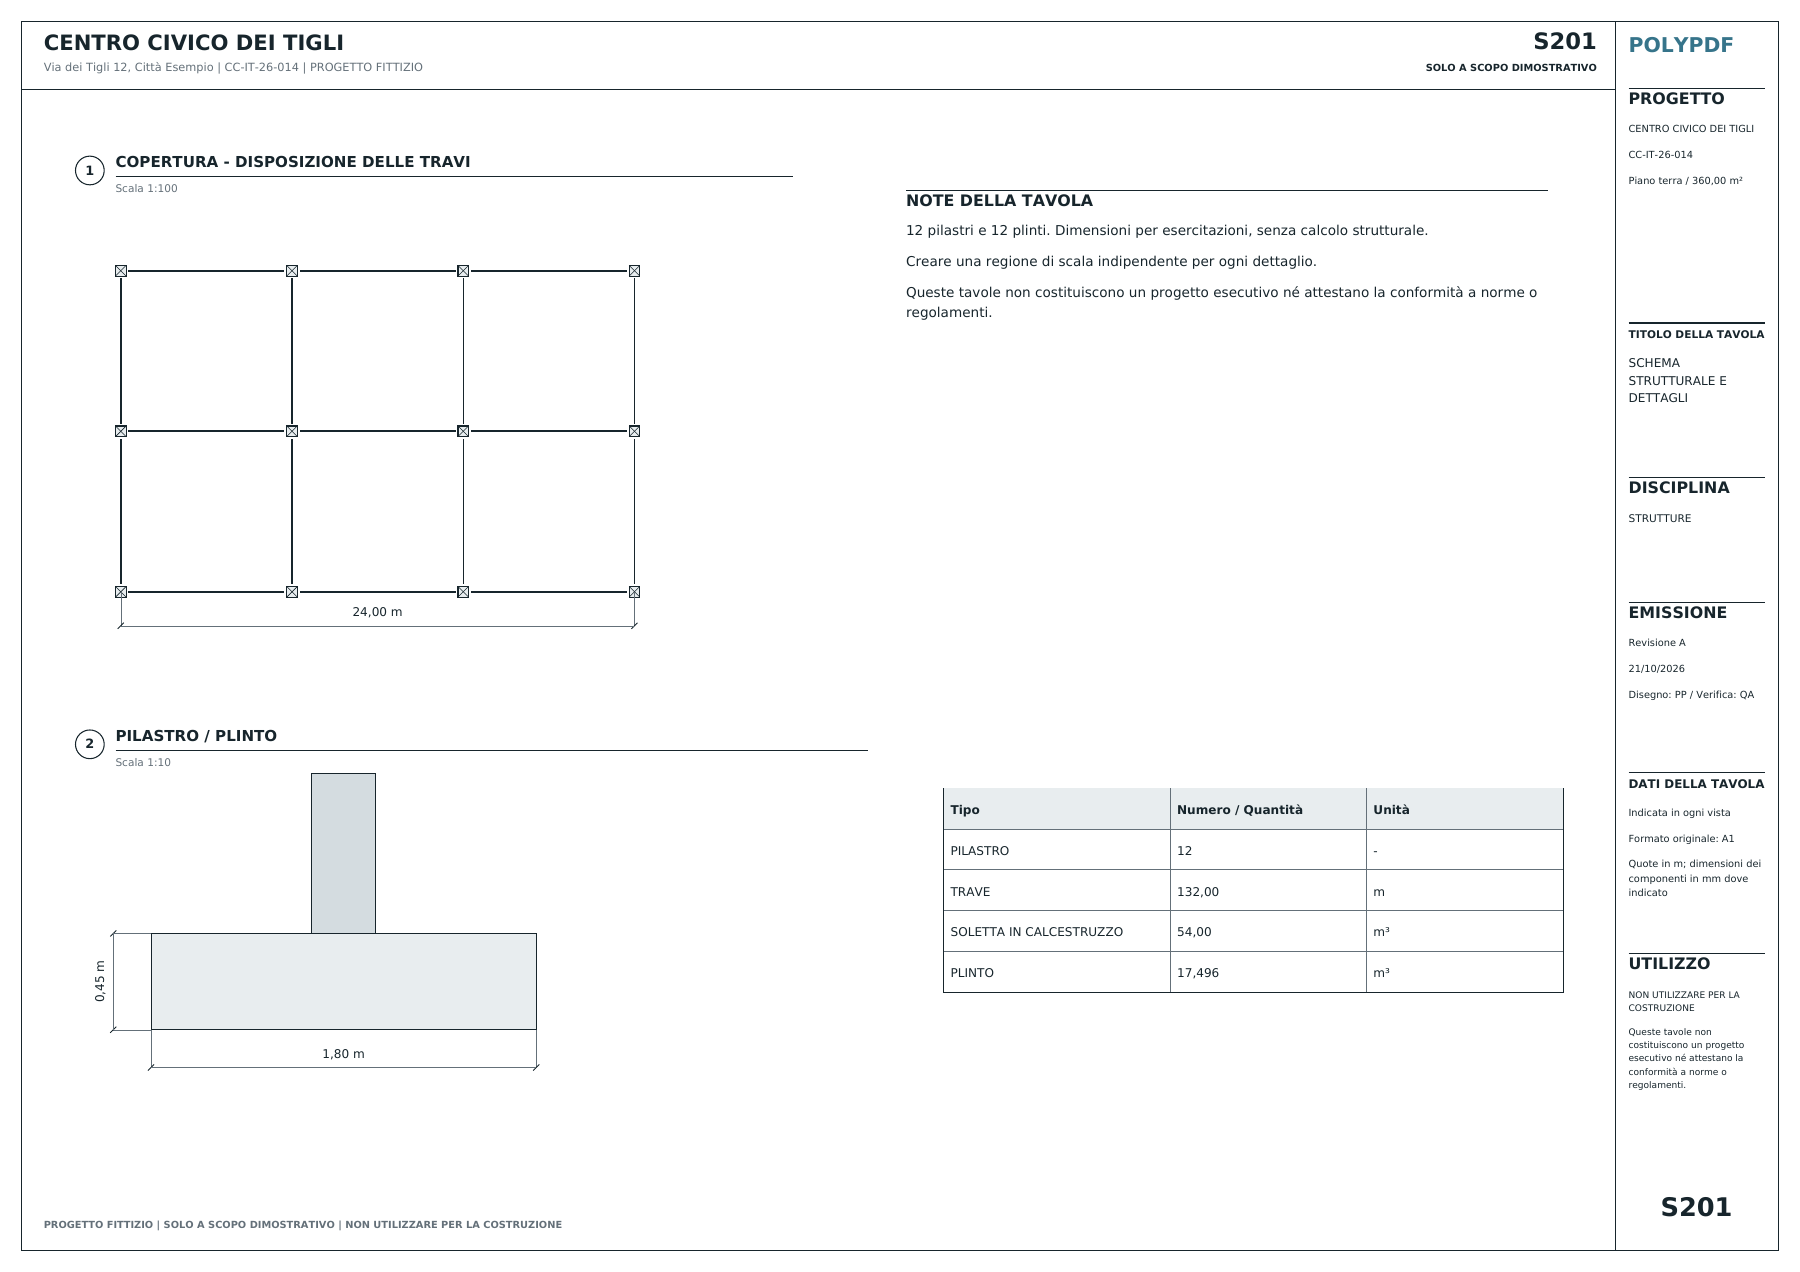 CENTRO CIVICO DEI TIGLI
Via dei Tigli 12, Città Esempio | CC-IT-26-014 | PROGETTO FITTIZIO
S201
SOLO A SCOPO DIMOSTRATIVO
1
COPERTURA - DISPOSIZIONE DELLE TRAVI
Scala 1:100
24,00 m
NOTE DELLA TAVOLA
12 pilastri e 12 plinti. Dimensioni per esercitazioni, senza calcolo strutturale.
Creare una regione di scala indipendente per ogni dettaglio.
Queste tavole non costituiscono un progetto esecutivo né attestano la conformità a norme o
regolamenti.
2
PILASTRO / PLINTO
Scala 1:10
0,45 m
1,80 m
Tipo Numero / Quantità Unità
PILASTRO 12 -
TRAVE 132,00 m
SOLETTA IN CALCESTRUZZO 54,00 m³
PLINTO 17,496 m³
PROGETTO FITTIZIO | SOLO A SCOPO DIMOSTRATIVO | NON UTILIZZARE PER LA COSTRUZIONE
POLYPDF
PROGETTO
CENTRO CIVICO DEI TIGLI
CC-IT-26-014
Piano terra / 360,00 m²
TITOLO DELLA TAVOLA
SCHEMA
STRUTTURALE E
DETTAGLI
DISCIPLINA
STRUTTURE
EMISSIONE
Revisione A
21/10/2026
Disegno: PP / Verifica: QA
DATI DELLA TAVOLA
Indicata in ogni vista
Formato originale: A1
Quote in m; dimensioni dei
componenti in mm dove
indicato
UTILIZZO
NON UTILIZZARE PER LA
COSTRUZIONE
Queste tavole non
costituiscono un progetto
esecutivo né attestano la
conformità a norme o
regolamenti.
S201